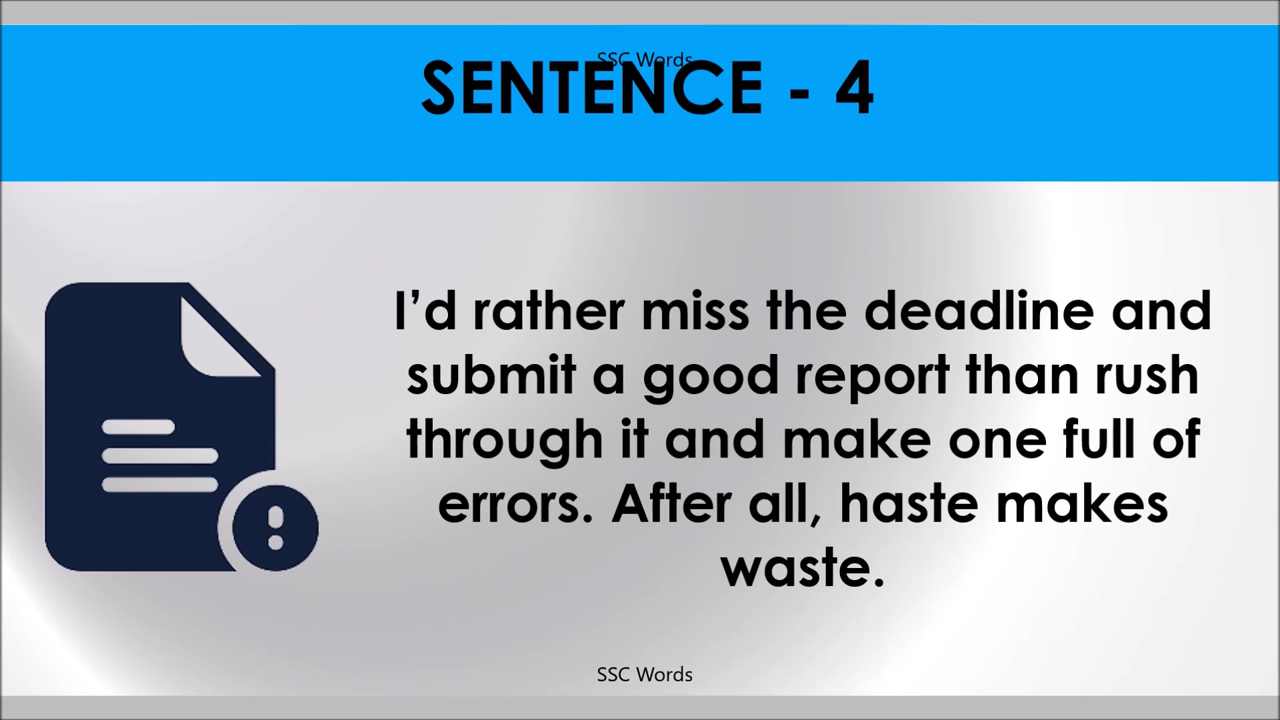 SSC Words
SENTENCE - 4
I’d rather miss the deadline and
submit a good report than rush
through it and make one full of
errors. After all, haste makes
waste.
SSC Words